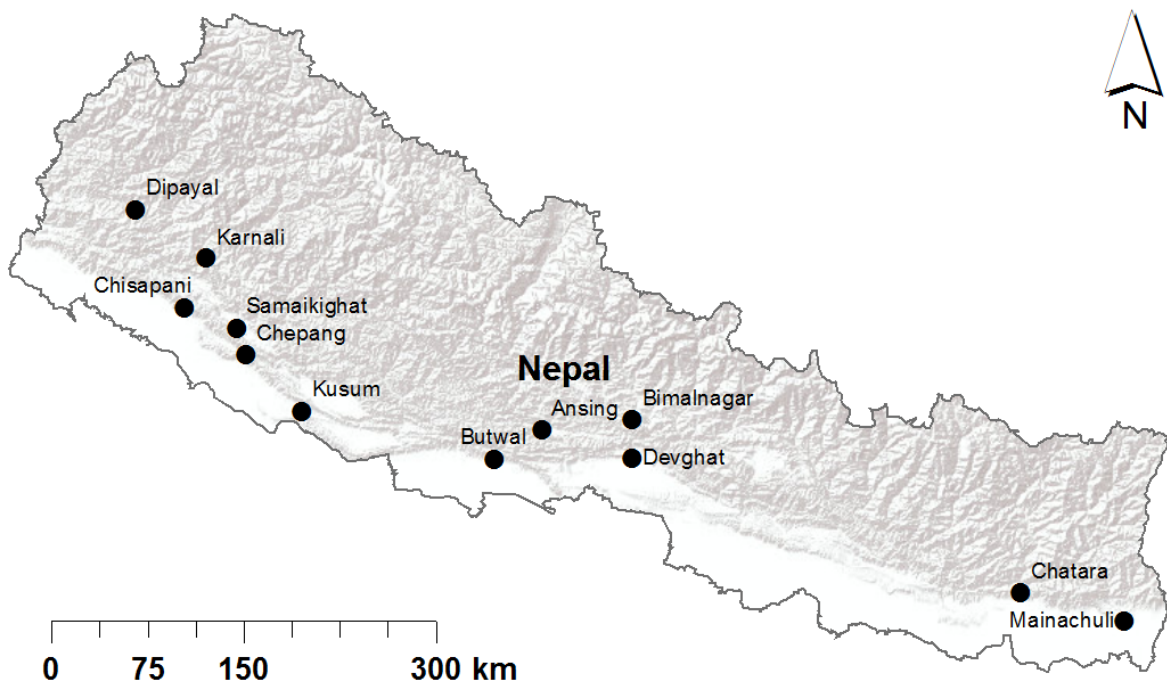 N
Dipayal
Karnali
Chisapani
Samaikighat
Chepang
Nepal
Kusum
Bimalnagar
Ansing
Butwal
Devghat
Chatara
Mainachuli
0 75 150 300 km